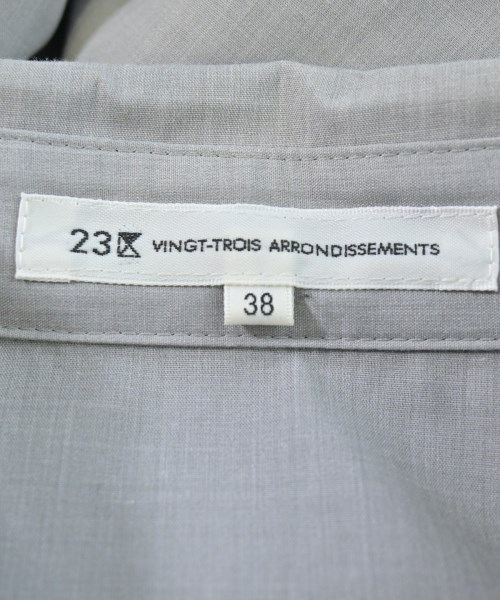 23区 VINGT-TROIS ARRONDISSEMENTS
38